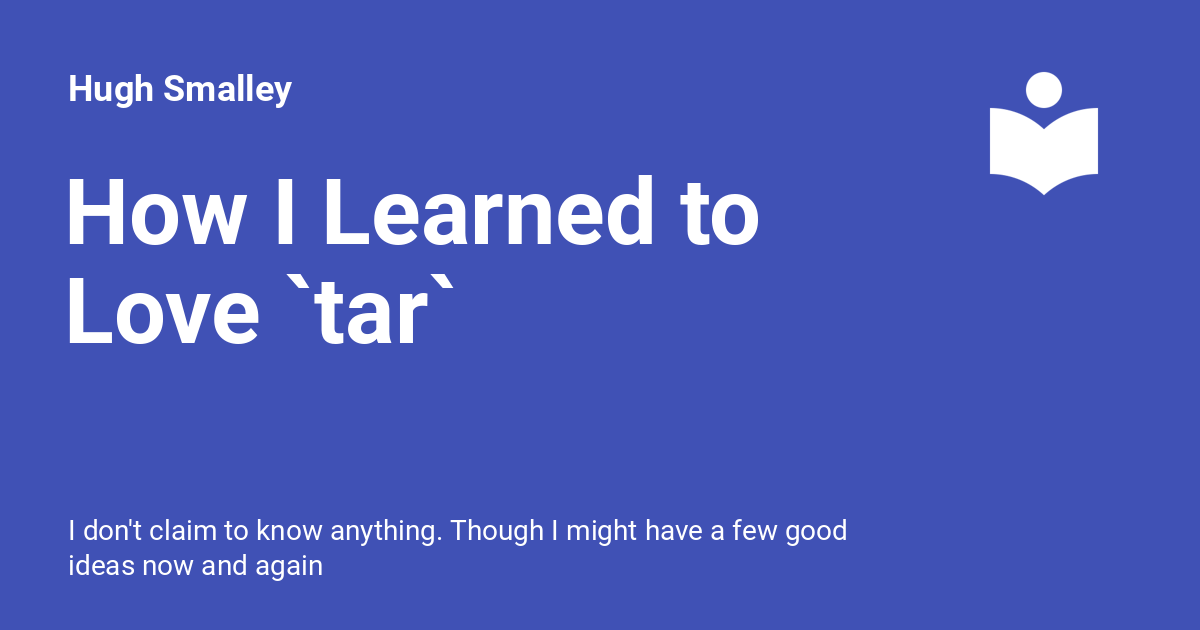 Hugh Smalley
How I Learned to
Love `tar`
I don't claim to know anything. Though I might have a few good
ideas now and again